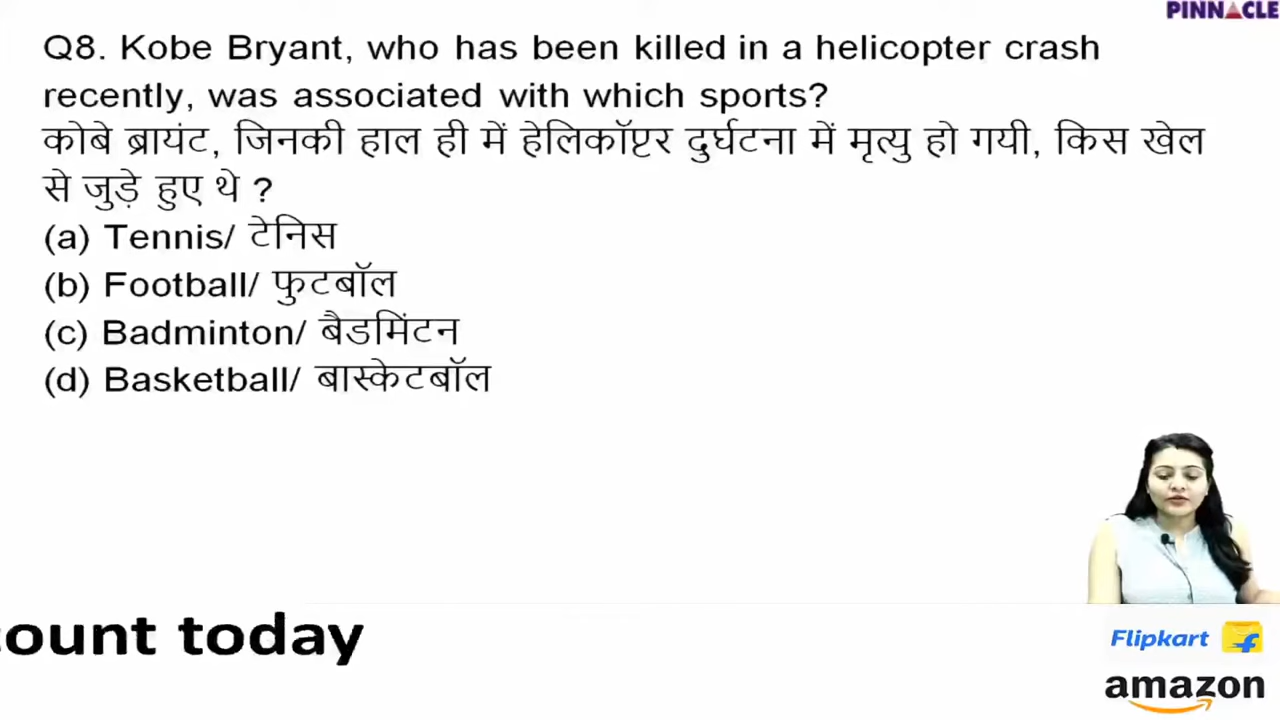 PINNACLE
Q8. Kobe Bryant, who has been killed in a helicopter crash
recently, was associated with which sports?
कोबे ब्रायंट, जिनकी हाल ही में हेलिकॉप्टर दुर्घटना में मृत्यु हो गयी, किस खेल
से जुड़े हुए थे ?
(a) Tennis/ टेनिस
(b) Football/ फुटबॉल
(c) Badminton/ बैडमिंटन
(d) Basketball/ बास्केटबॉल
count today
Flipkart
amazon